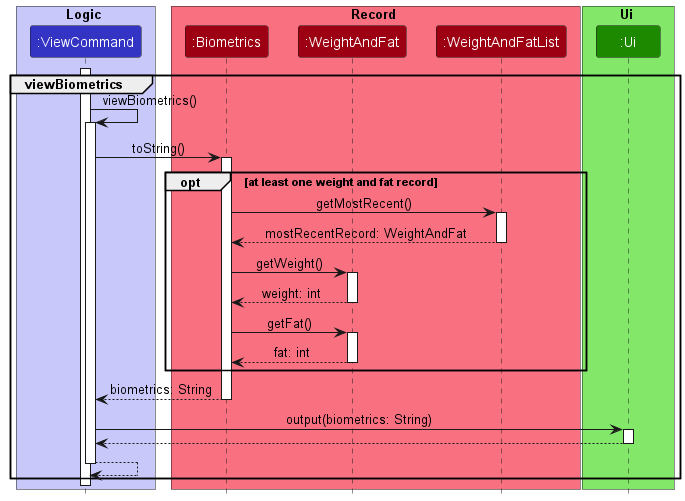 Logic
Record
Ui
:ViewCommand
:Biometrics
:WeightAndFat
:WeightAndFatList
:Ui
viewBiometrics
viewBiometrics()
toString()
opt
[at least one weight and fat record]
getMostRecent()
mostRecentRecord: WeightAndFat
getWeight()
weight: int
getFat()
fat: int
biometrics: String
output(biometrics: String)